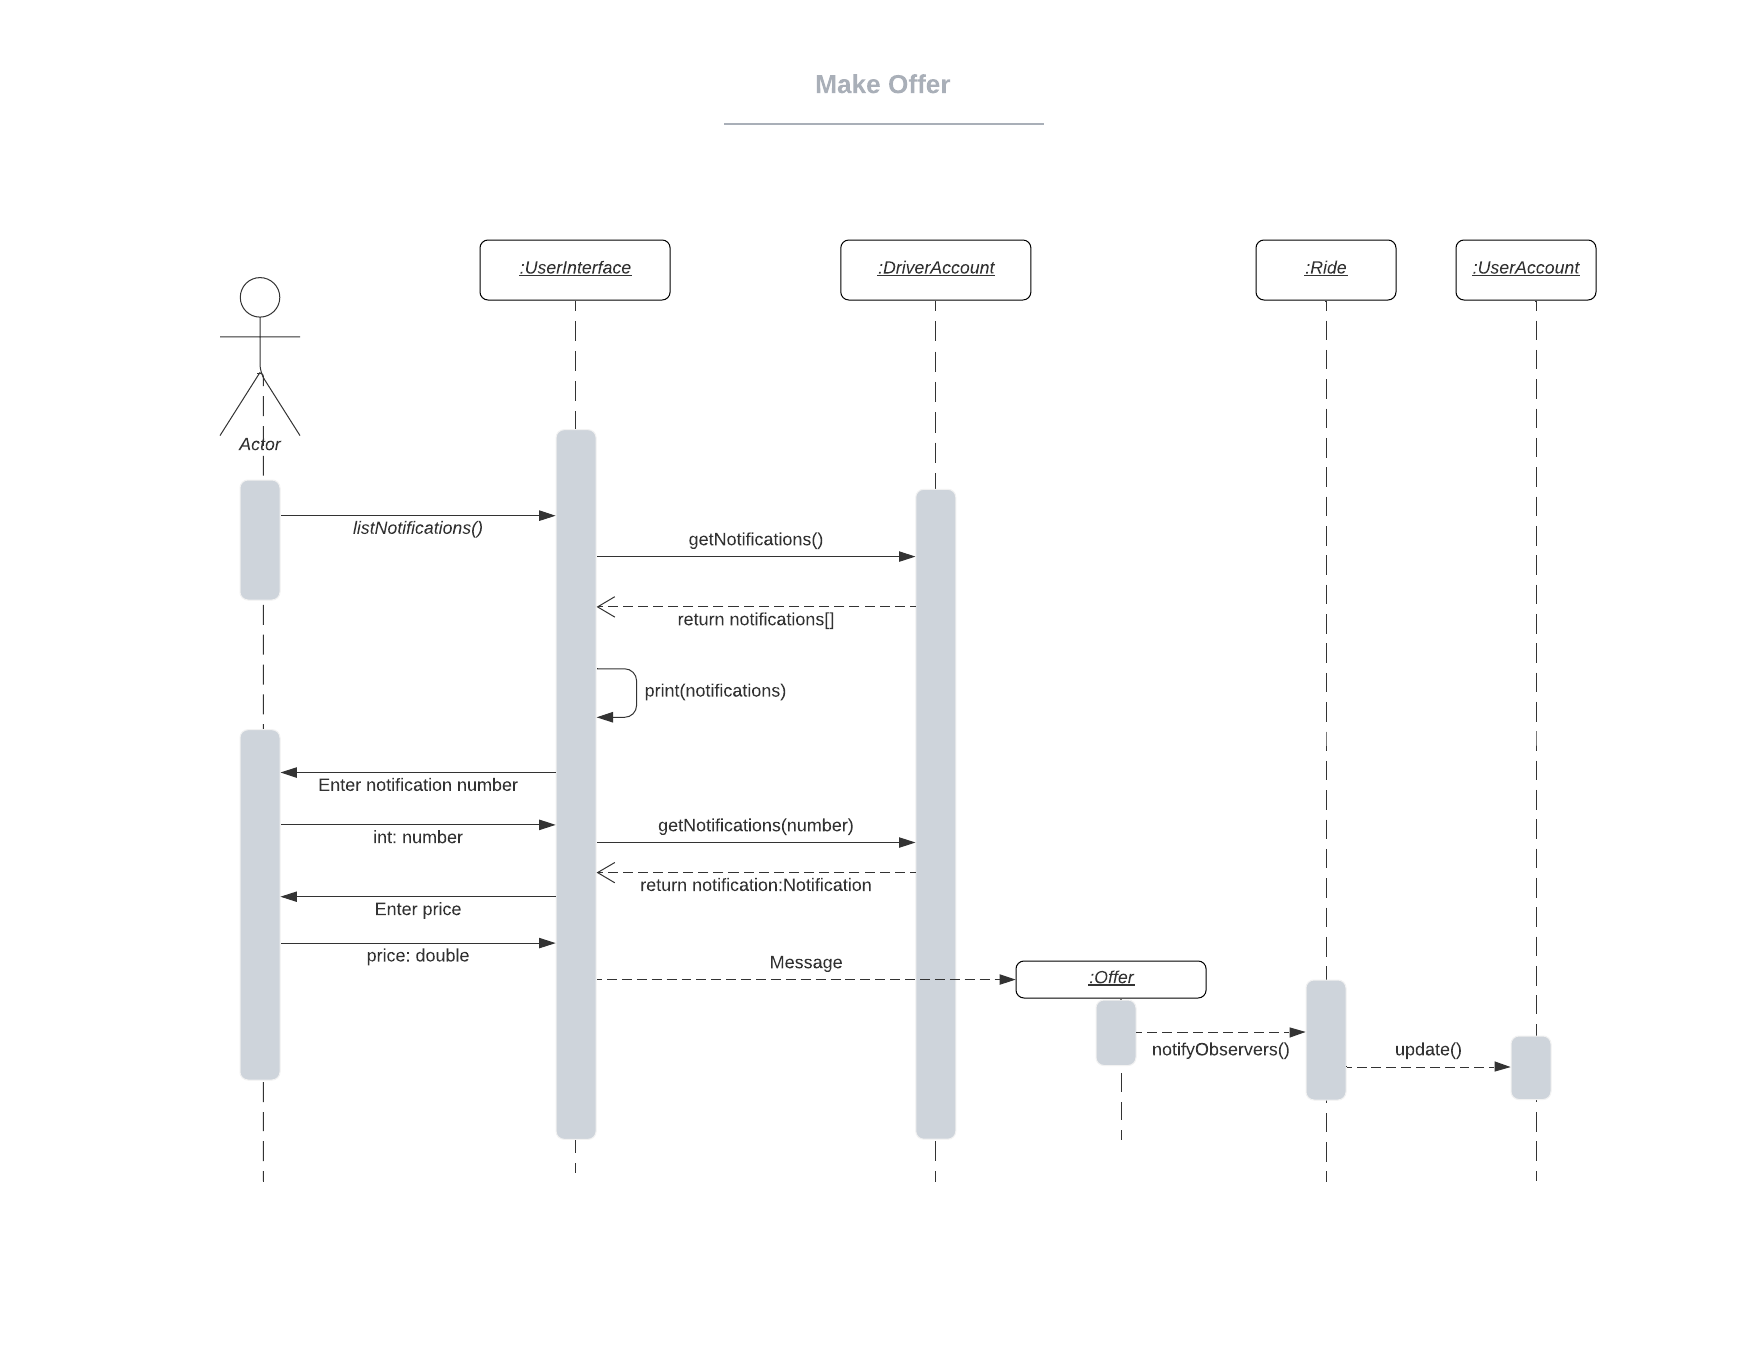 Make Offer
:UserInterface
:DriverAccount
:Ride
:UserAccount
Actor
listNotifications()
getNotifications()
return notifications[]
print(notifications)
Enter notification number
int: number
getNotifications(number)
return notification:Notification
Enter price
price: double
Message
:Offer
notifyObservers()
update()